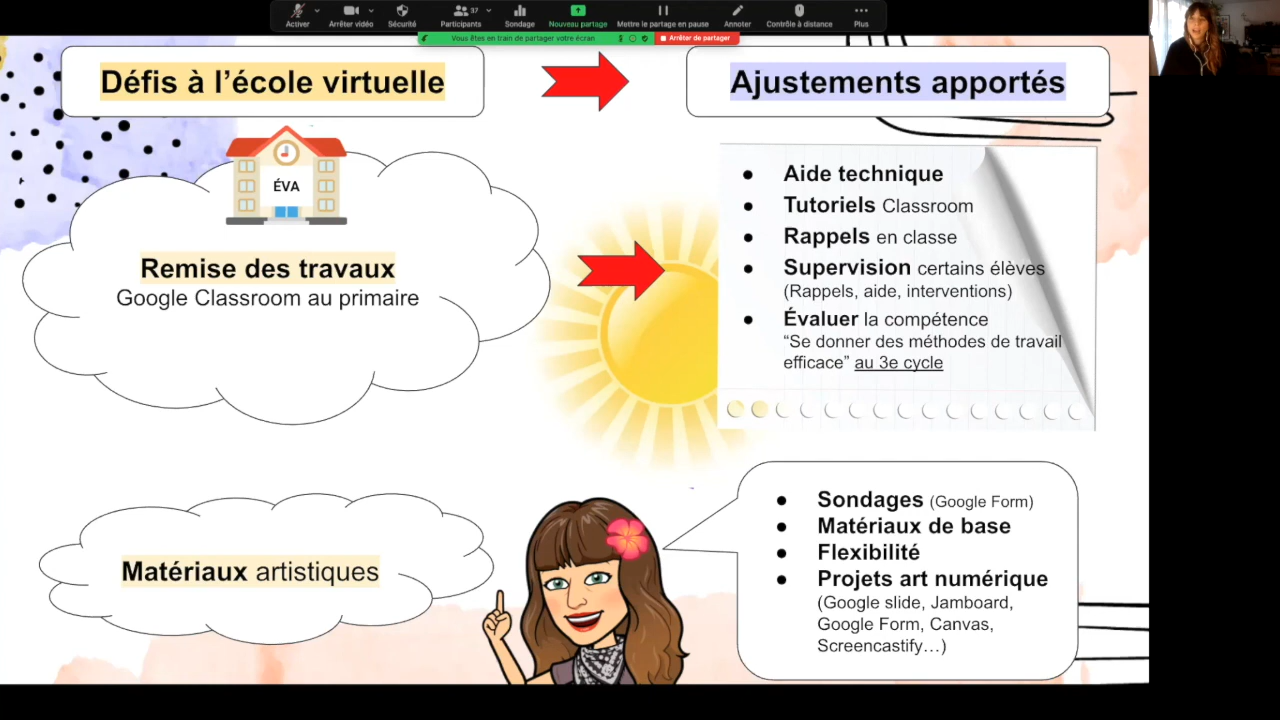 37
Activer
Arrêter vidéo
Sécurité
Participants
Sondage
Nouveau partage
Mettre le partage en pause
Annoter
Contrôle à distance
Plus
Vous êtes en train de partager votre écran
Arrêter de partager
Défis à l'école virtuelle
Ajustements apportés
ÉVA
Remise des travaux
Google Classroom au primaire
● Aide technique
● Tutoriels Classroom
● Rappels en classe
● Supervision certains élèves
(Rappels, aide, interventions)
● Évaluer la compétence
“Se donner des méthodes de travail
efficace” au 3e cycle
Matériaux artistiques
● Sondages (Google Form)
● Matériaux de base
● Flexibilité
● Projets art numérique
(Google slide, Jamboard,
Google Form, Canvas,
Screencastify…)